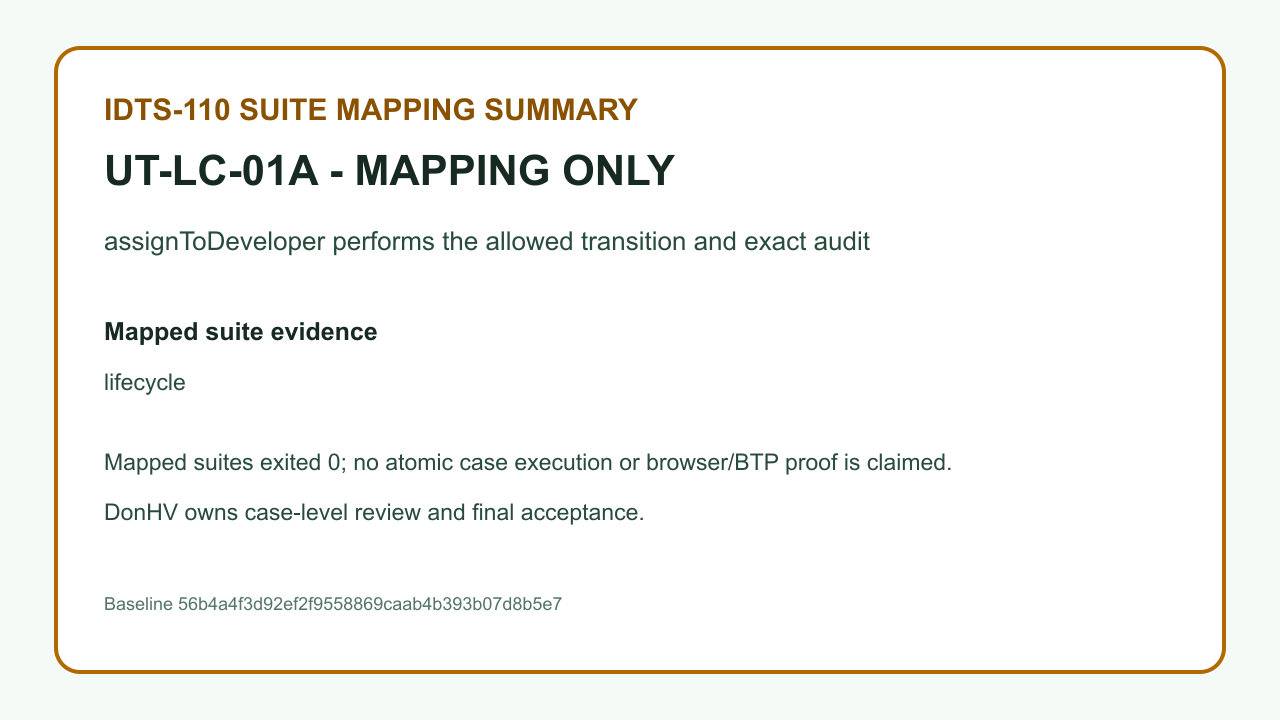 IDTS-110 SUITE MAPPING SUMMARY
UT-LC-01A - MAPPING ONLY
assignToDeveloper performs the allowed transition and exact audit
Mapped suite evidence
lifecycle
Mapped suites exited 0; no atomic case execution or browser/BTP proof is claimed.
DonHV owns case-level review and final acceptance.
Baseline 56b4a4f3d92ef2f9558869caab4b393b07d8b5e7